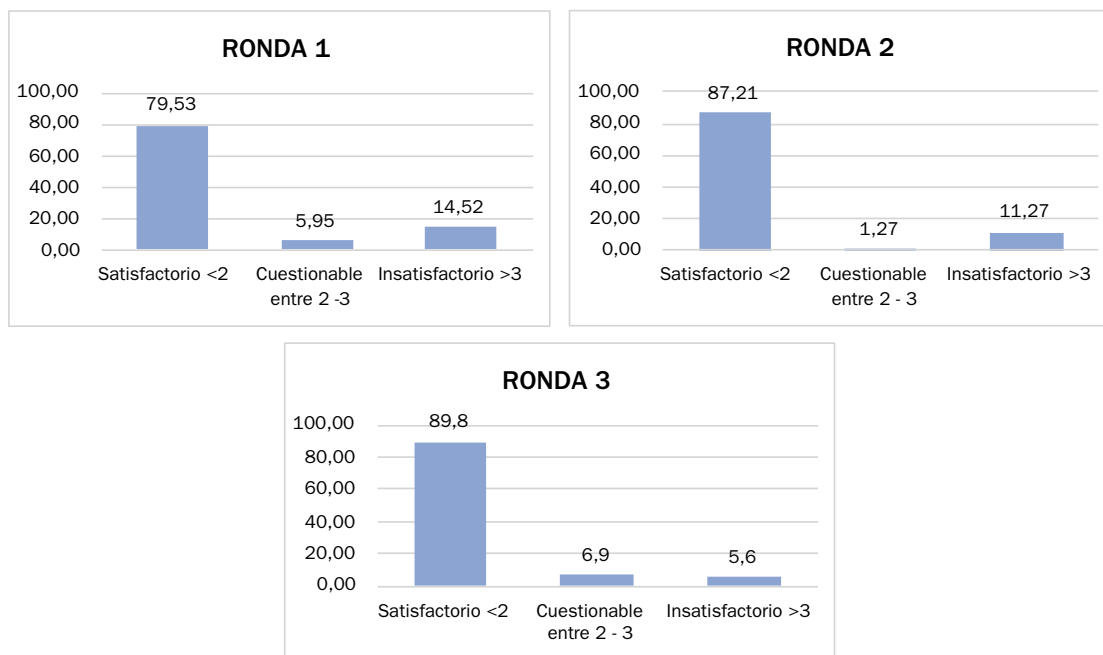 RONDA 1
100,00
80,00
60,00
40,00
20,00
0,00
79,53
5,95
14,52
Satisfactorio <2
Cuestionable
entre 2 -3
Insatisfactorio >3
RONDA 2
100,00
80,00
60,00
40,00
20,00
0,00
87,21
1,27
11,27
Satisfactorio <2
Cuestionable
entre 2 - 3
Insatisfactorio >3
RONDA 3
100,00
80,00
60,00
40,00
20,00
0,00
89,8
6,9
5,6
Satisfactorio <2
Cuestionable
entre 2 - 3
Insatisfactorio >3